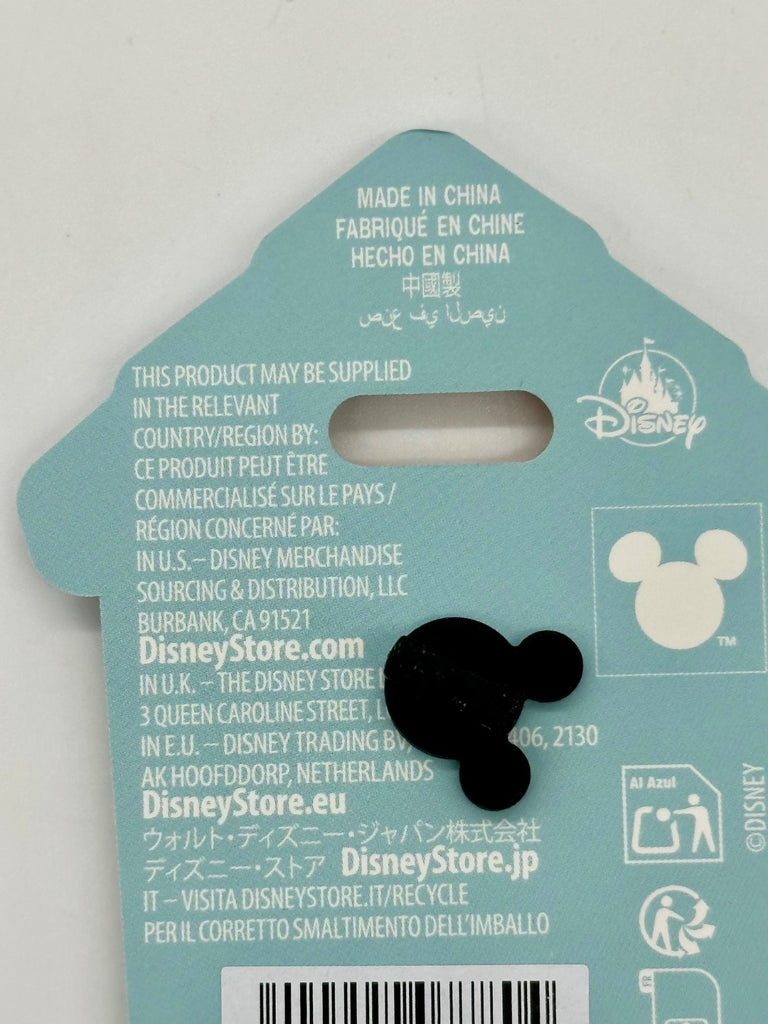 MADE IN CHINA
FABRIQUÉ EN CHINE
HECHO EN CHINA
中國製
صنع في الصين
THIS PRODUCT MAY BE SUPPLIED
IN THE RELEVANT
COUNTRY/REGION BY:
CE PRODUIT PEUT ÊTRE
COMMERCIALISÉ SUR LE PAYS /
RÉGION CONCERNÉ PAR:
IN U.S.– DISNEY MERCHANDISE
SOURCING & DISTRIBUTION, LLC
BURBANK, CA 91521
DisneyStore.com
IN U.K. – THE DISNEY STORE
3 QUEEN CAROLINE STREET,
IN E.U. – DISNEY TRADING BV, 2130
AK HOOFDDORP, NETHERLANDS
DisneyStore.eu
ウォルト・ディズニー・ジャパン株式会社
ディズニー・ストア DisneyStore.jp
IT – VISITA DISNEYSTORE.IT/RECYCLE
PER IL CORRETTO SMALTIMENTO DELL'IMBALLO
Disney
TM
Al Azul
©DISNEY
FR